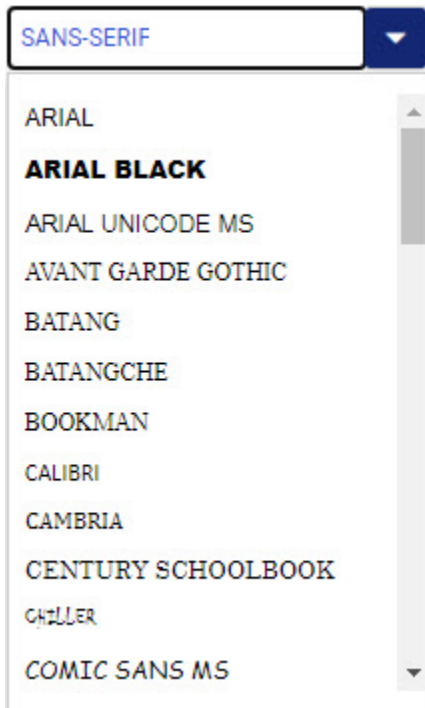 SANS-SERIF
ARIAL
ARIAL BLACK
ARIAL UNICODE MS
AVANT GARDE GOTHIC
BATANG
BATANGCHE
BOOKMAN
CALIBRI
CAMBRIA
CENTURY SCHOOLBOOK
CHILLER
COMIC SANS MS